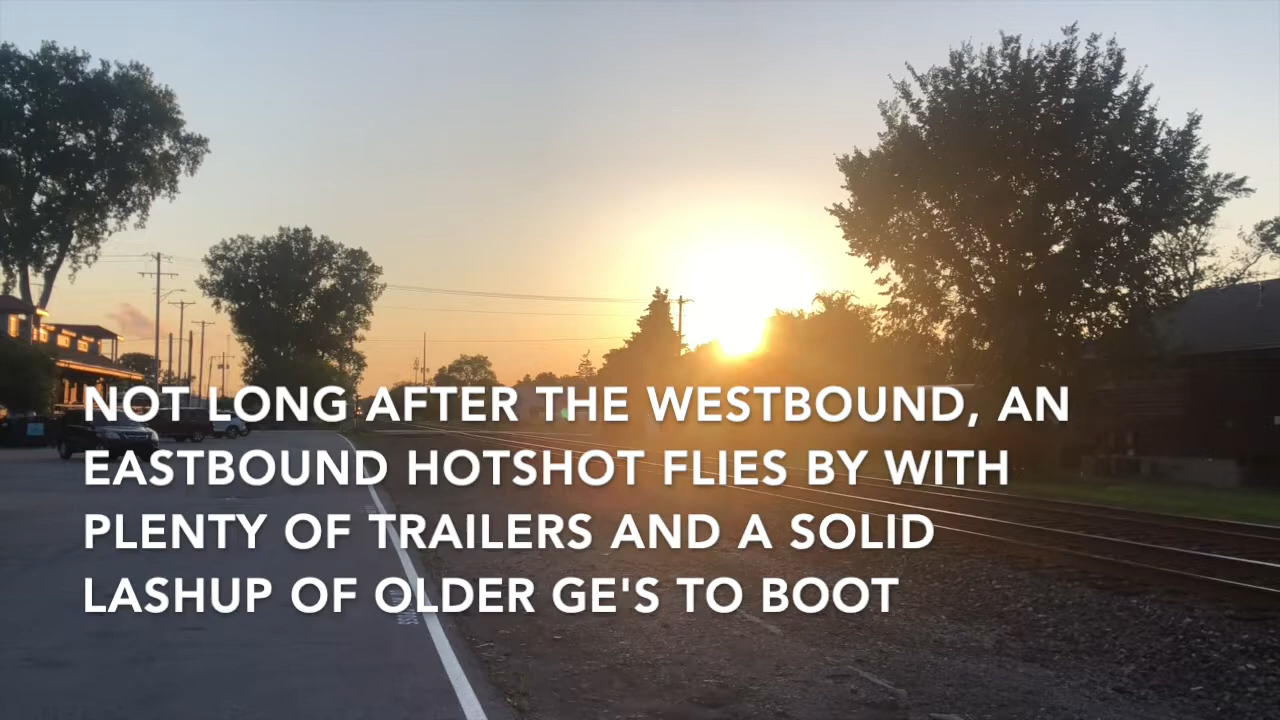 NOT LONG AFTER THE WESTBOUND, AN
EASTBOUND HOTSHOT FLIES BY WITH
PLENTY OF TRAILERS AND A SOLID
LASHUP OF OLDER GE'S TO BOOT